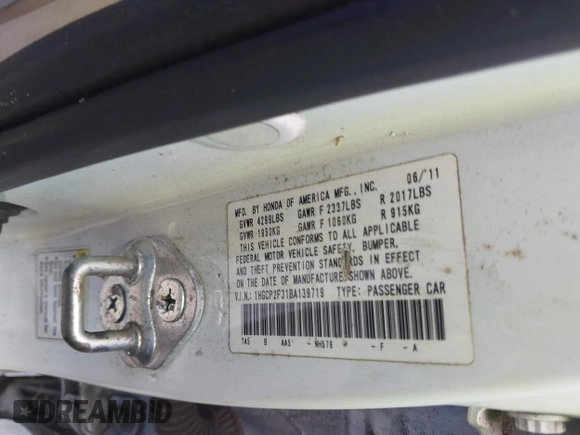 MFD. BY HONDA OF AMERICA MFG., INC. 06/'11
GVWR 4299LBS GAWR F 2337LBS R 2017LBS
GVWR 1950KG GAWR F 1060KG R 915KG
THIS VEHICLE CONFORMS TO ALL APPLICABLE
FEDERAL MOTOR VEHICLE SAFETY, BUMPER,
AND THEFT PREVENTION STANDARDS IN EFFECT
ON THE DATE OF MANUFACTURE SHOWN ABOVE.
V.I.N.: 1HGCP2F31BA139719 TYPE: PASSENGER CAR
TA5 B AA5' - NH578 - F - A
DREAMBID